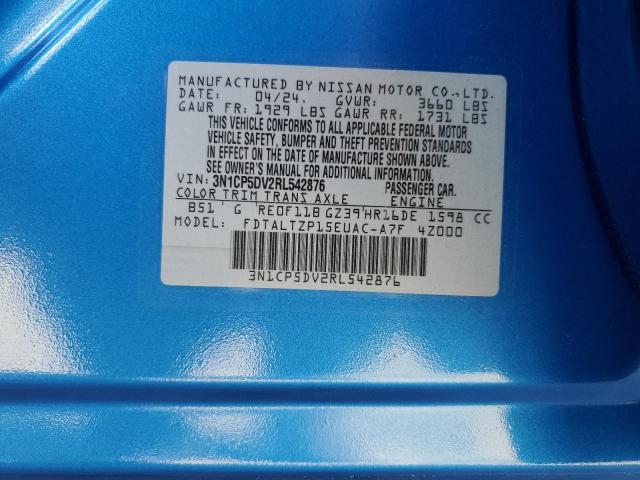 MANUFACTURED BY NISSAN MOTOR CO.,LTD.
DATE: 04/24. GVWR: 3660 LBS
GAWR FR: 1929 LBS GAWR RR: 1731 LBS
THIS VEHICLE CONFORMS TO ALL APPLICABLE FEDERAL MOTOR
VEHICLE SAFETY, BUMPER AND THEFT PREVENTION STANDARDS
IN EFFECT ON THE DATE OF MANUFACTURE SHOWN ABOVE.
SEE OWNER'S MANUAL FOR ADDITIONAL INFORMATION.
VIN: 3N1CP5DV2RL542876 PASSENGER CAR.
COLOR TRIM TRANS AXLE ENGINE
B51 G RE0F11B GZ39 HR16DE 1598 CC
MODEL: FDTALTZP15EUAC-A7F 4Z000
3N1CP5DV2RL542876